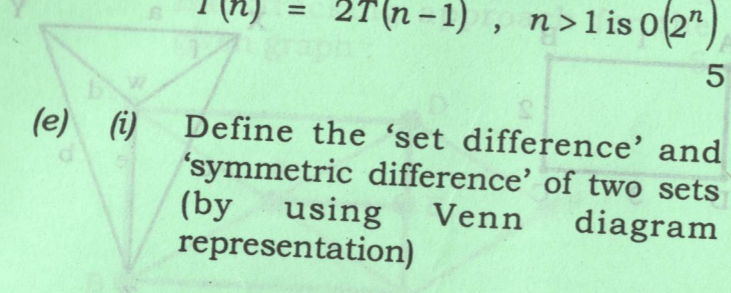 T(n) = 2T(n – 1) , n > 1 is 0(2ⁿ)
5
(e) (i) Define the ‘set difference’ and
‘symmetric difference’ of two sets
(by using Venn diagram
representation)